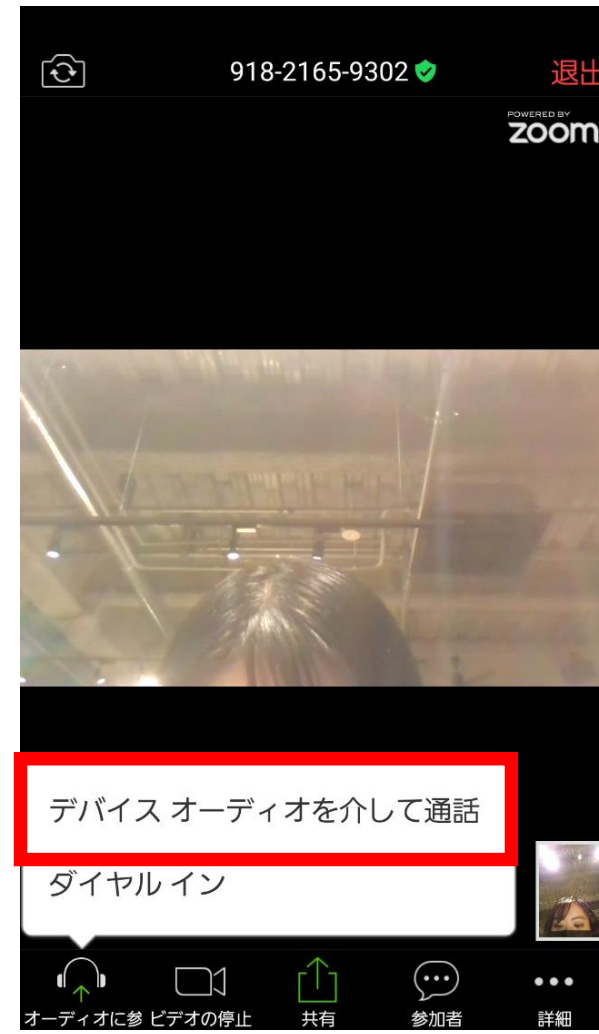 918-2165-9302
退出
POWERED BY
zoom
デバイス オーディオを介して通話
ダイヤル イン
オーディオに参 ビデオの停止 共有 参加者 詳細